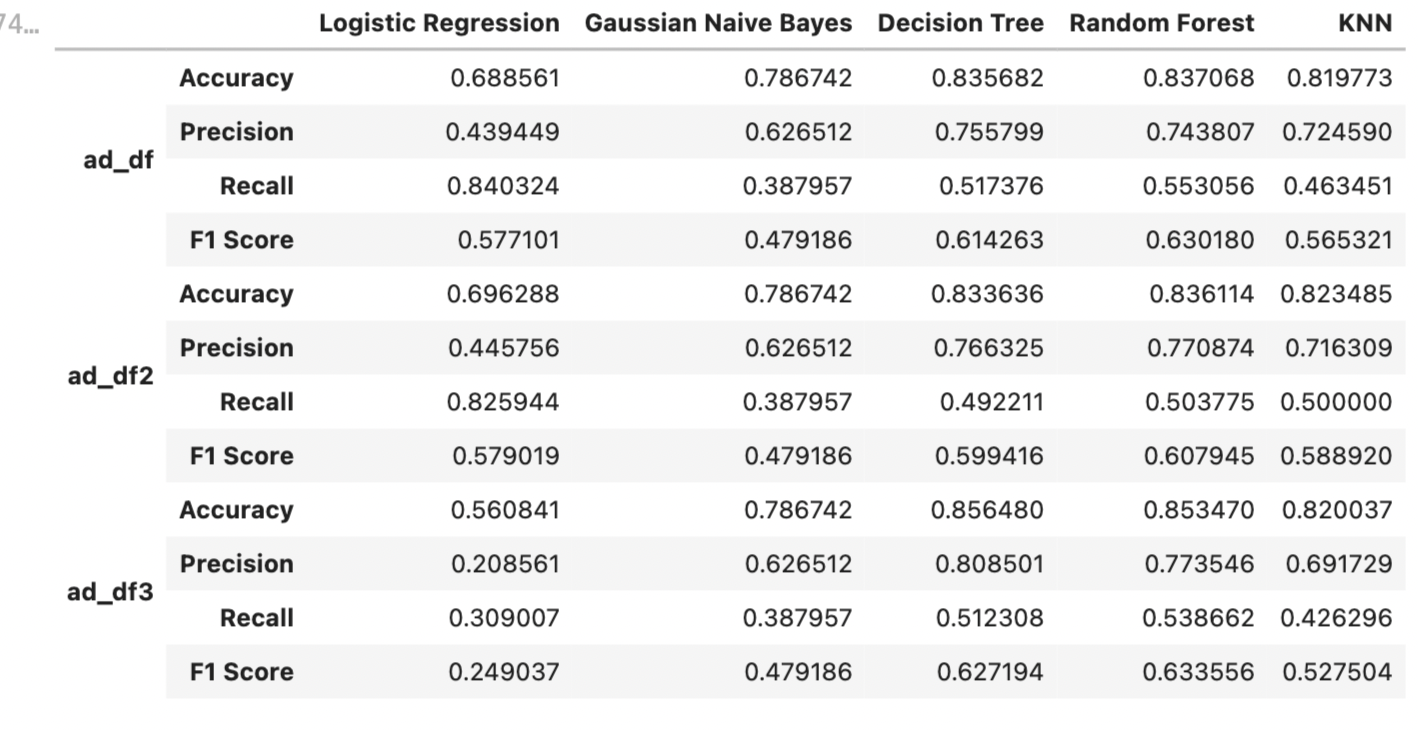 74... Logistic Regression Gaussian Naive Bayes Decision Tree Random Forest KNN
Accuracy 0.688561 0.786742 0.835682 0.837068 0.819773
Precision 0.439449 0.626512 0.755799 0.743807 0.724590
ad_df
Recall 0.840324 0.387957 0.517376 0.553056 0.463451
F1 Score 0.577101 0.479186 0.614263 0.630180 0.565321
Accuracy 0.696288 0.786742 0.833636 0.836114 0.823485
Precision 0.445756 0.626512 0.766325 0.770874 0.716309
ad_df2
Recall 0.825944 0.387957 0.492211 0.503775 0.500000
F1 Score 0.579019 0.479186 0.599416 0.607945 0.588920
Accuracy 0.560841 0.786742 0.856480 0.853470 0.820037
Precision 0.208561 0.626512 0.808501 0.773546 0.691729
ad_df3
Recall 0.309007 0.387957 0.512308 0.538662 0.426296
F1 Score 0.249037 0.479186 0.627194 0.633556 0.527504